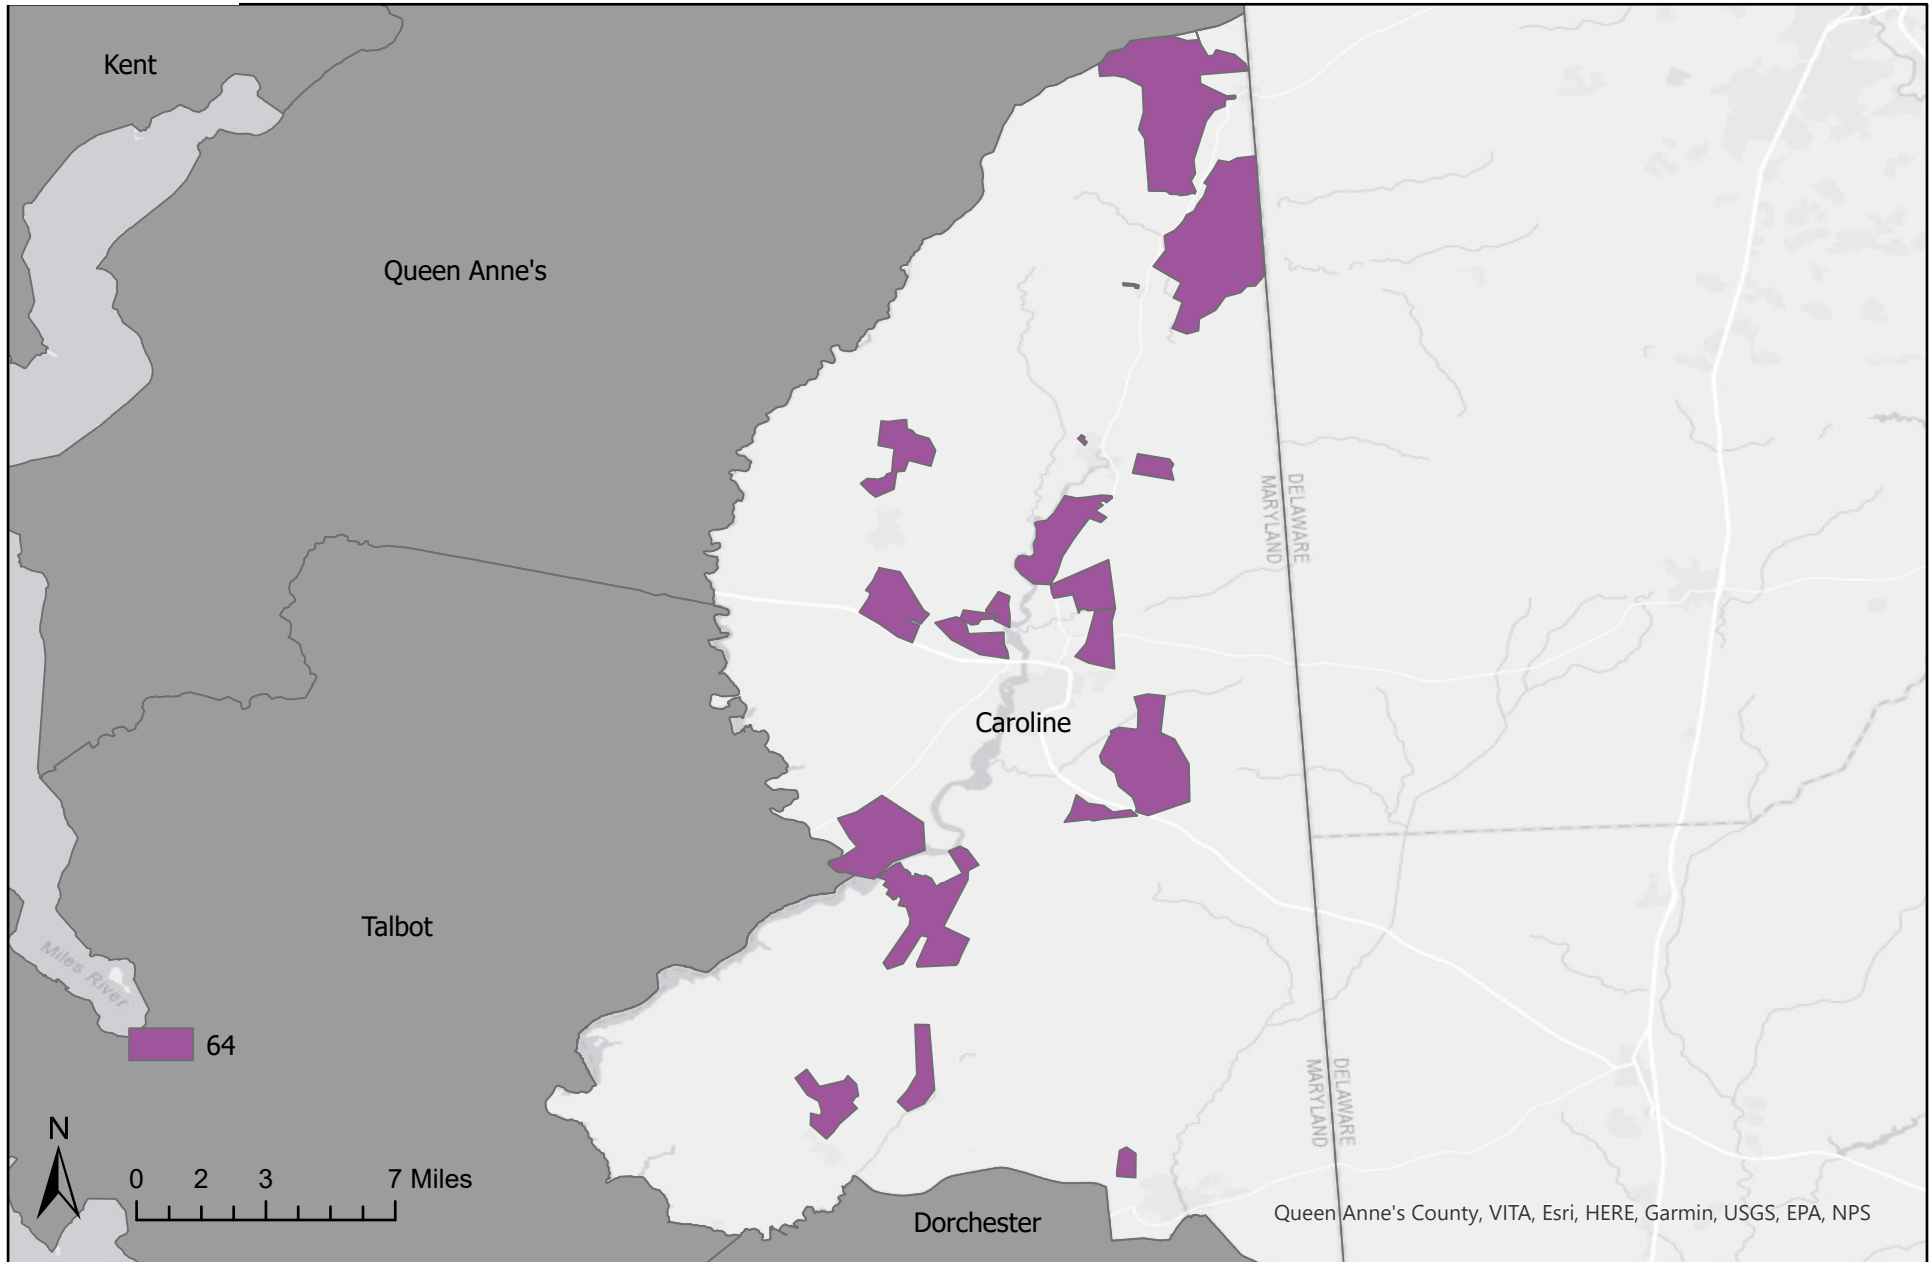 Kent
Queen Anne's
DELAWARE
MARYLAND
Caroline
Talbot
Miles River
64
DELAWARE
MARYLAND
N
0 2 3 7 Miles
Dorchester
Queen Anne's County, VITA, Esri, HERE, Garmin, USGS, EPA, NPS